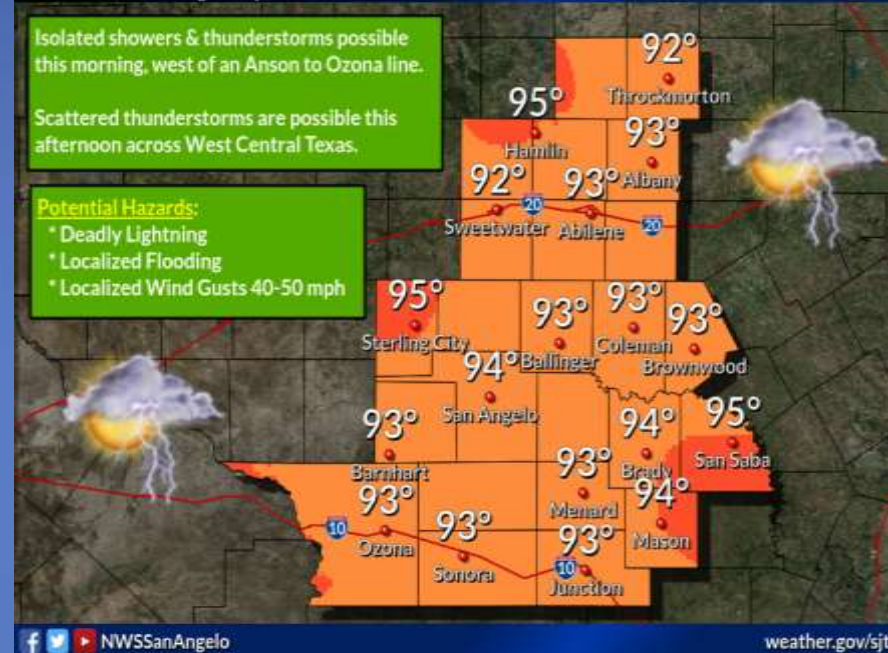 Isolated showers & thunderstorms possible
this morning, west of an Anson to Ozona line.
Scattered thunderstorms are possible this
afternoon across West Central Texas.
Potential Hazards:
* Deadly Lightning
* Localized Flooding
* Localized Wind Gusts 40-50 mph
92°
Throckmorton
95°
Hamlin
93°
Albany
92°
Sweetwater
20
93°
Abilene
20
95°
Sterling City
93°
Ballinger
93°
Coleman
93°
Brownwood
94°
San Angelo
94°
Brady
95°
San Saba
93°
Barnhart
93°
Menard
94°
Mason
10
93°
Ozona
93°
Sonora
93°
10
Junction
NWSSanAngelo
weather.gov/sjt